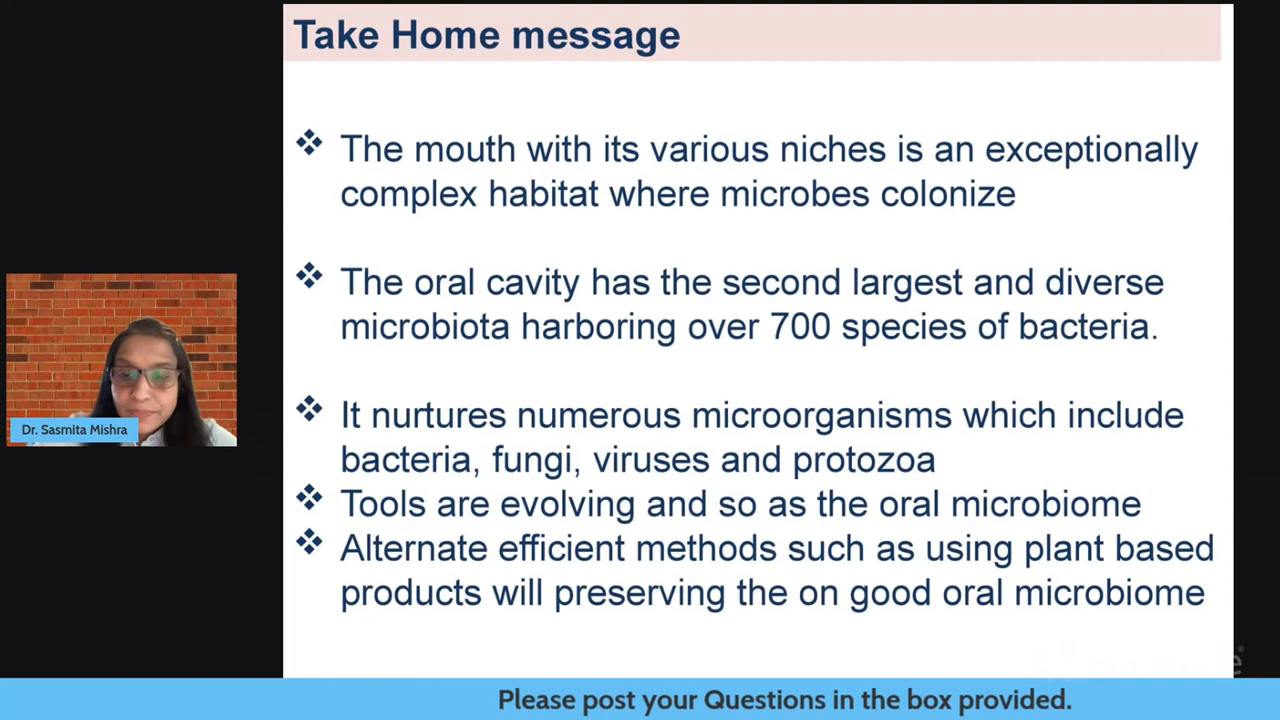 Take Home message
❖ The mouth with its various niches is an exceptionally
complex habitat where microbes colonize
❖ The oral cavity has the second largest and diverse
microbiota harboring over 700 species of bacteria.
❖ It nurtures numerous microorganisms which include
bacteria, fungi, viruses and protozoa
❖ Tools are evolving and so as the oral microbiome
❖ Alternate efficient methods such as using plant based
products will preserving the on good oral microbiome
Dr. Sasmita Mishra
Please post your Questions in the box provided.